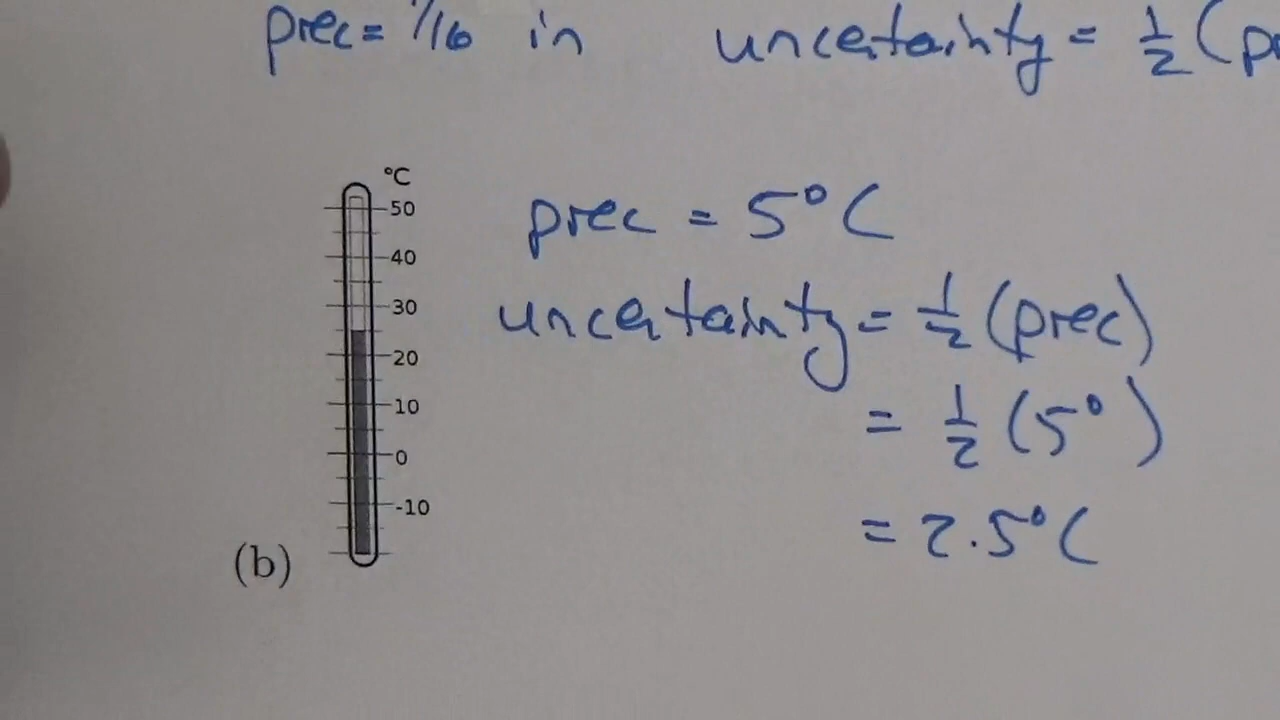 prec = 1/16 in uncertainty = 1/2 (
°C
50
40
30
20
10
0
-10
prec = 5°C
uncertainty = 1/2 (prec)
= 1/2 (5°)
= 2.5°C
(b)